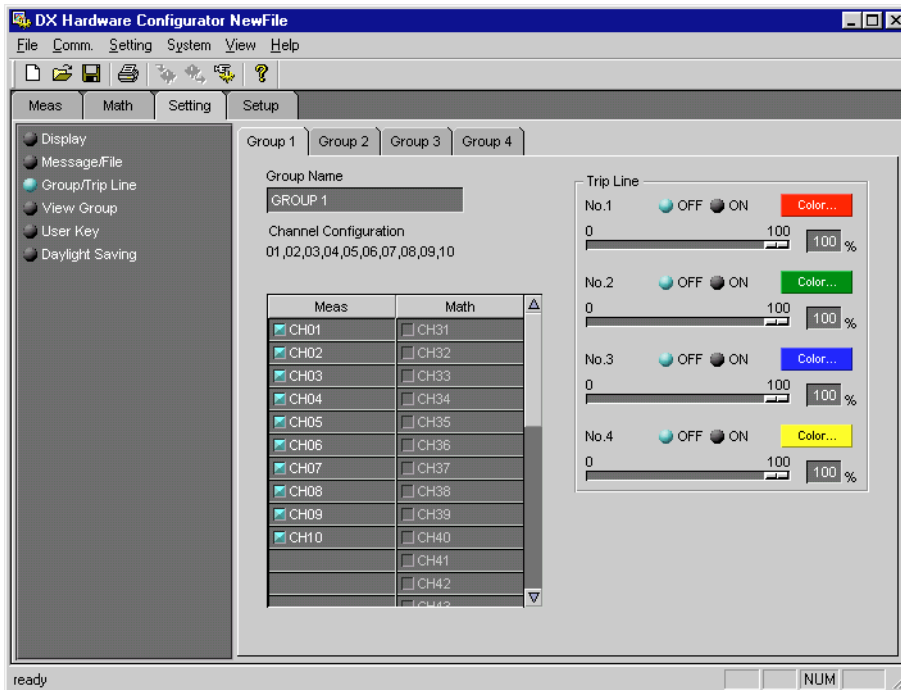 DX Hardware Configurator NewFile
File Comm. Setting System View Help
Meas Math Setting Setup
Display
Message/File
Group/Trip Line
View Group
User Key
Daylight Saving
Group 1 Group 2 Group 3 Group 4
Group Name
GROUP 1
Channel Configuration
01,02,03,04,05,06,07,08,09,10
Meas Math
CH01 CH31
CH02 CH32
CH03 CH33
CH04 CH34
CH05 CH35
CH06 CH36
CH07 CH37
CH08 CH38
CH09 CH39
CH10 CH40
CH41
CH42
CH43
Trip Line
No.1 OFF ON Color...
0 100
100 %
No.2 OFF ON Color...
0 100
100 %
No.3 OFF ON Color...
0 100
100 %
No.4 OFF ON Color...
0 100
100 %
ready NUM